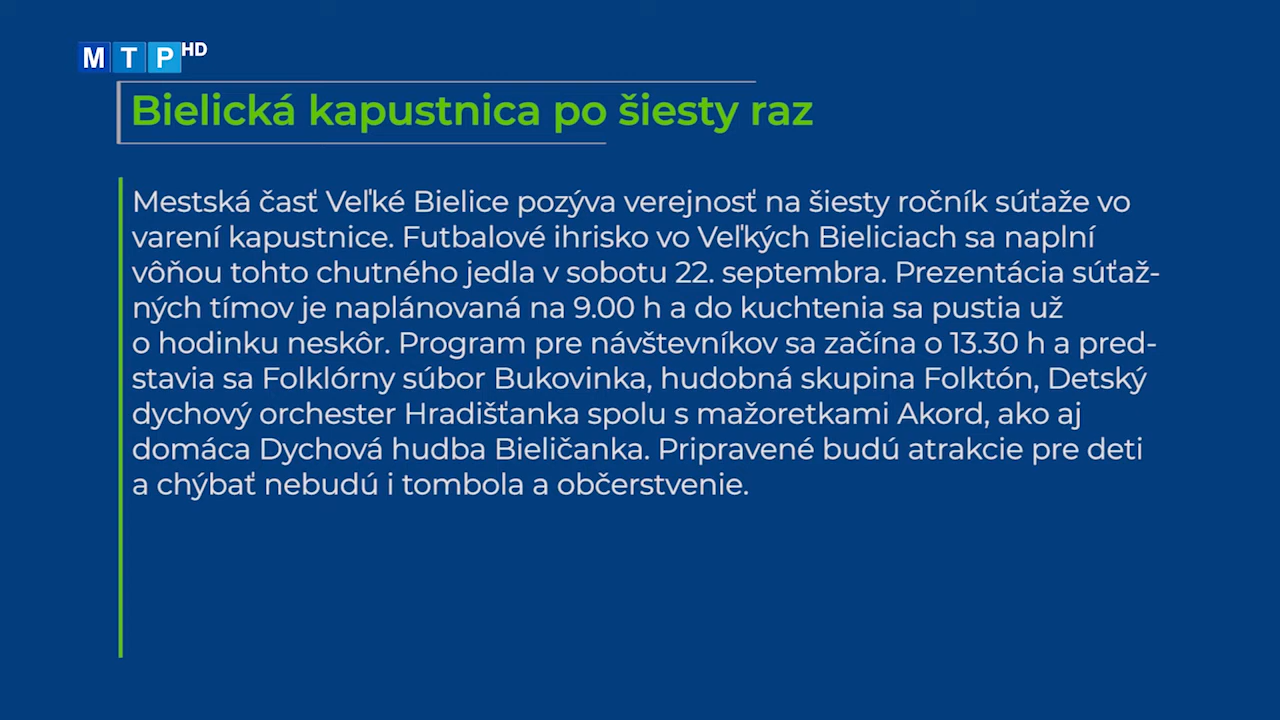 MTP HD
Bielická kapustnica po šiesty raz
Mestská časť Veľké Bielice pozýva verejnosť na šiesty ročník súťaže vo
varení kapustnice. Futbalové ihrisko vo Veľkých Bieliciach sa naplní
vôňou tohto chutného jedla v sobotu 22. septembra. Prezentácia súťaž-
ných tímov je naplánovaná na 9.00 h a do kuchtenia sa pustia už
o hodinku neskôr. Program pre návštevníkov sa začína o 13.30 h a pred-
stavia sa Folklórny súbor Bukovinka, hudobná skupina Folktón, Detský
dychový orchester Hradišťanka spolu s mažoretkami Akord, ako aj
domáca Dychová hudba Bieličanka. Pripravené budú atrakcie pre deti
a chýbať nebudú i tombola a občerstvenie.